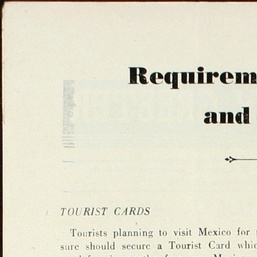 Requirem
and
TOURIST CARDS
Tourists planning to visit Mexico for
sure should secure a Tourist Card whic